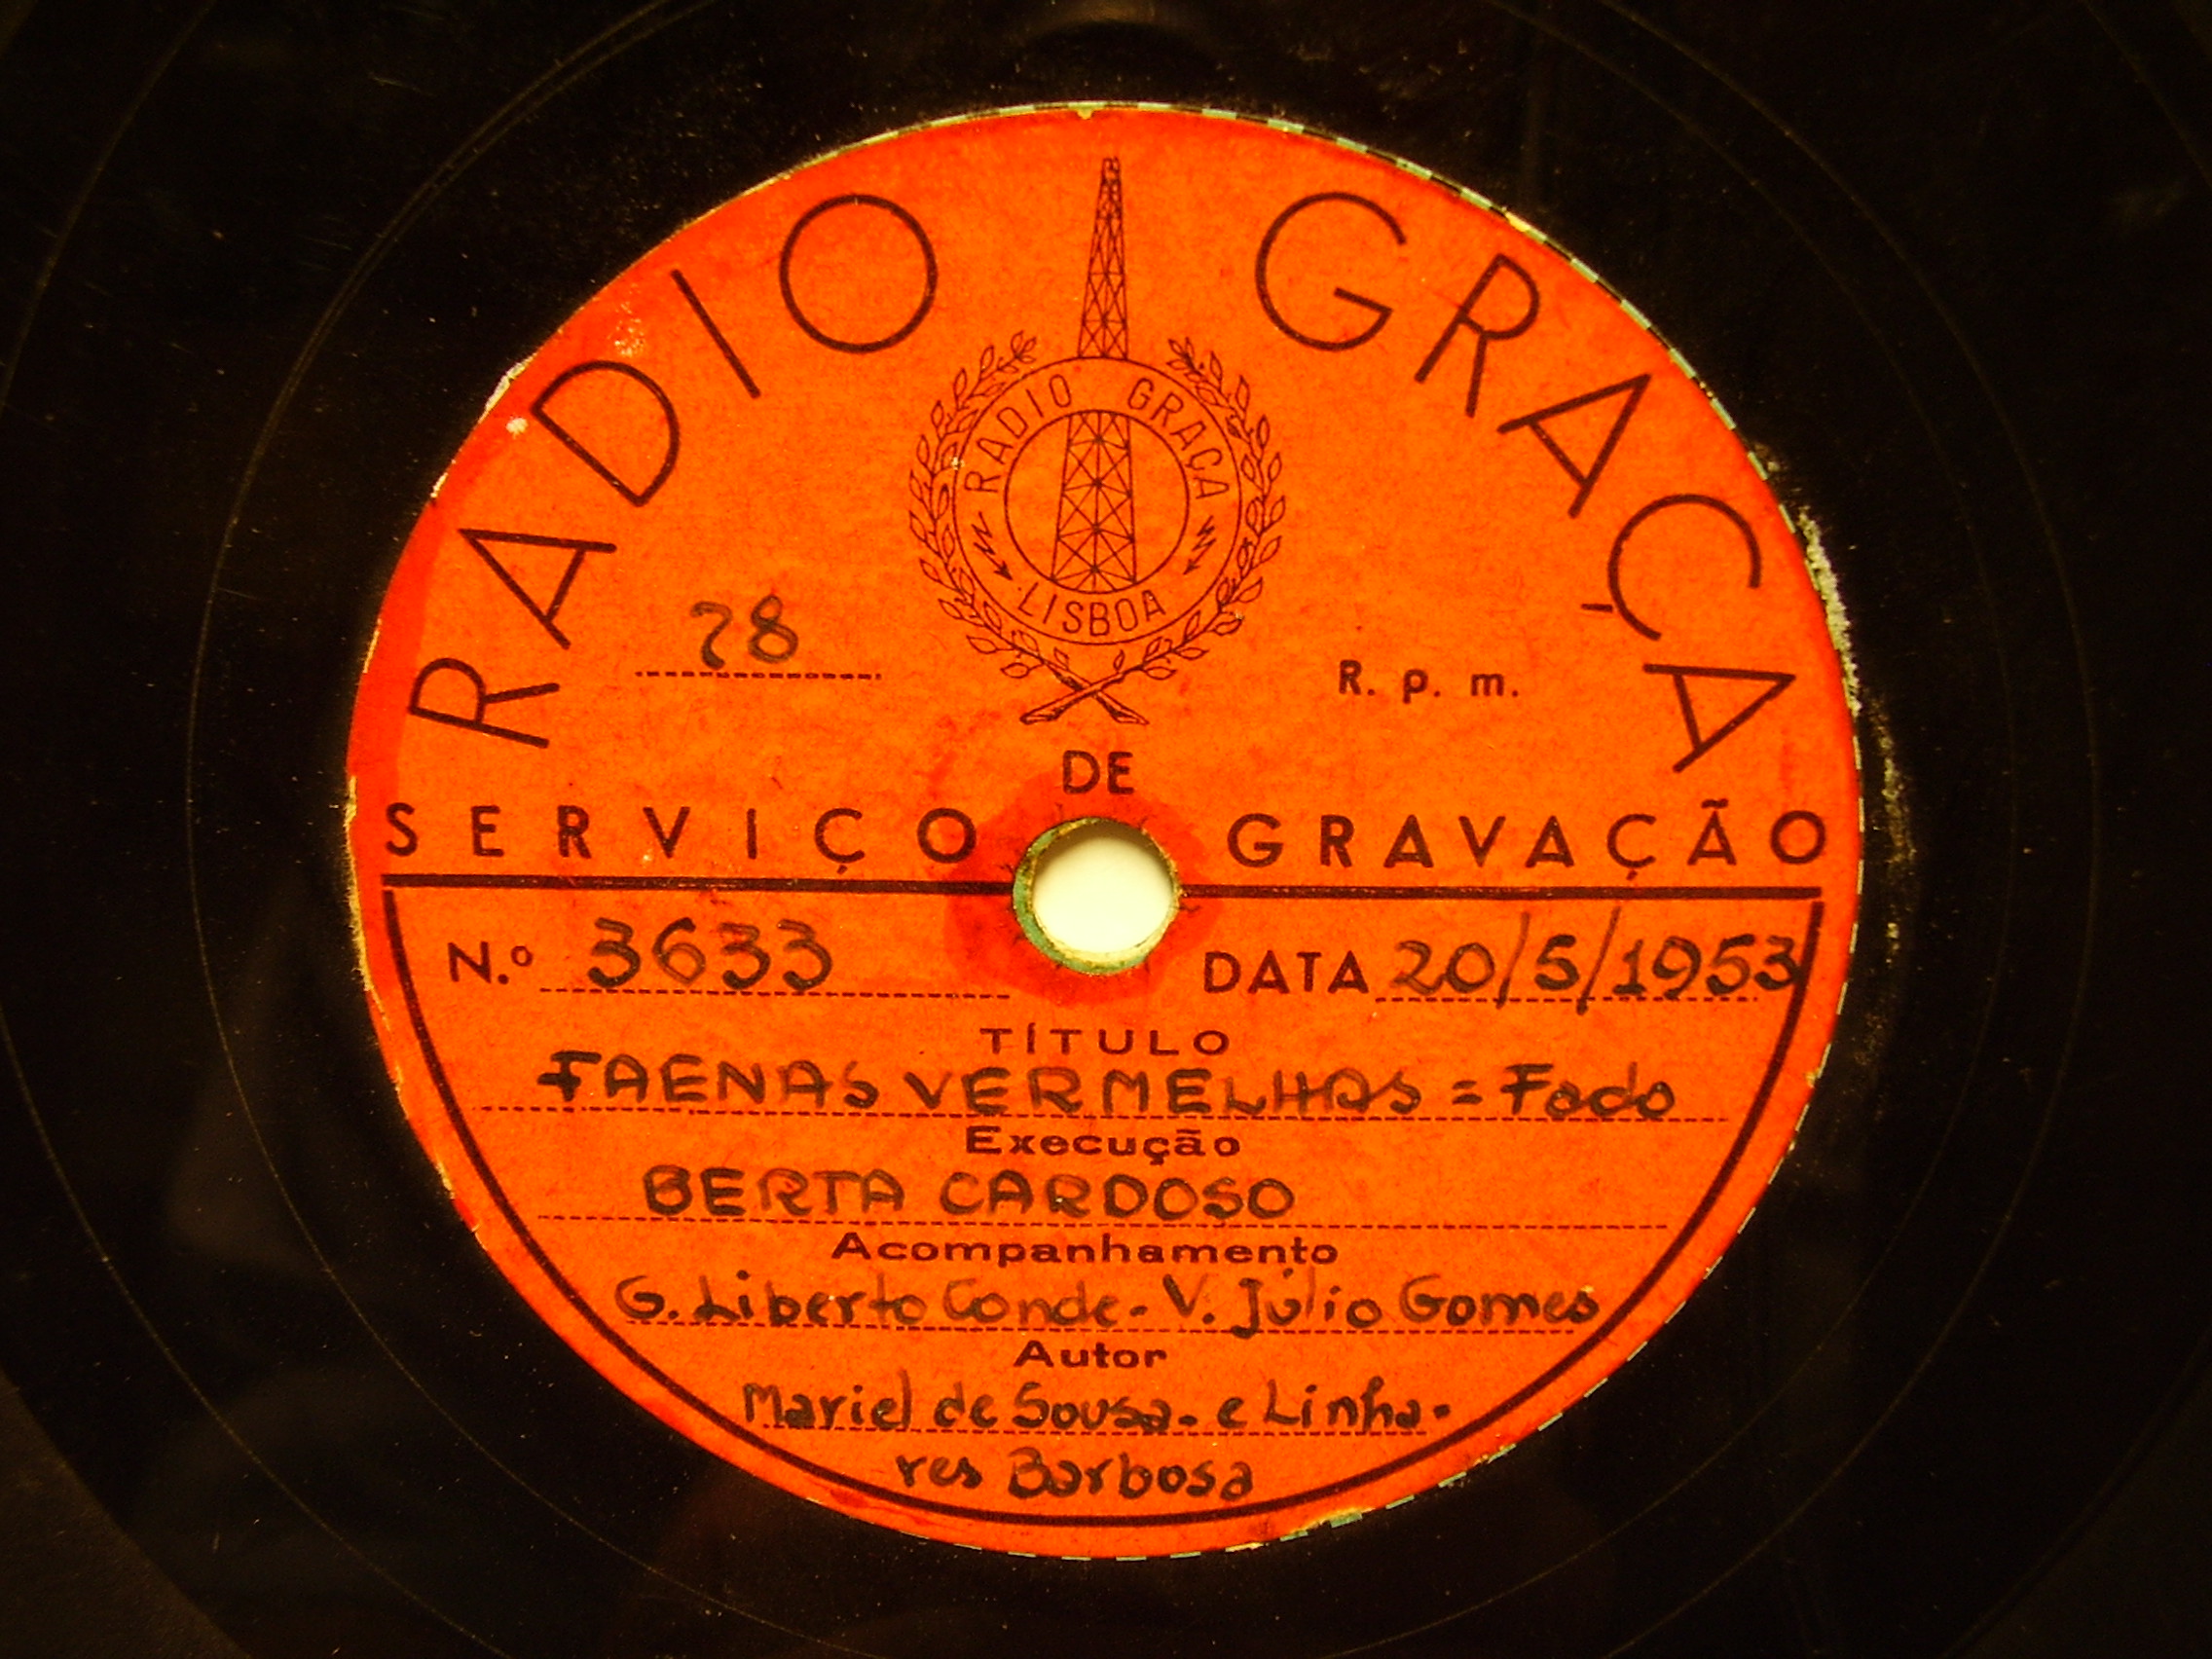 RADIO GRAÇA
RADIO GRAÇA
LISBOA
78 R. p. m.
DE
SERVIÇO GRAVAÇÃO
N.º 3633 DATA 20/5/1953
TÍTULO
FAENAS VERMELHAS = Fado
Execução
BERTA CARDOSO
Acompanhamento
G. Liberto Conde - V. Júlio Gomes
Autor
Mariel de Sousa - e Linha-
res Barbosa